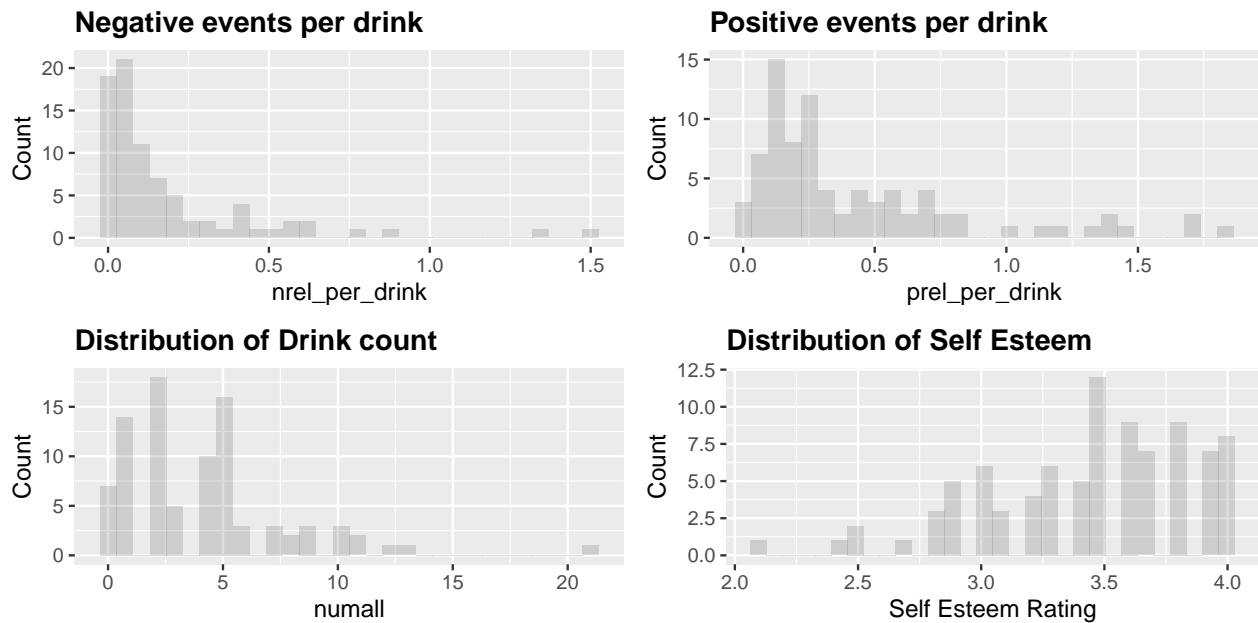 Negative events per drink
20
15
10
5
0
Count
0.0 0.5 1.0 1.5
nrel_per_drink
Positive events per drink
15
10
5
0
Count
0.0 0.5 1.0 1.5
prel_per_drink
Distribution of Drink count
15
10
5
0
Count
0 5 10 15 20
numall
Distribution of Self Esteem
12.5
10.0
7.5
5.0
2.5
0.0
Count
2.0 2.5 3.0 3.5 4.0
Self Esteem Rating